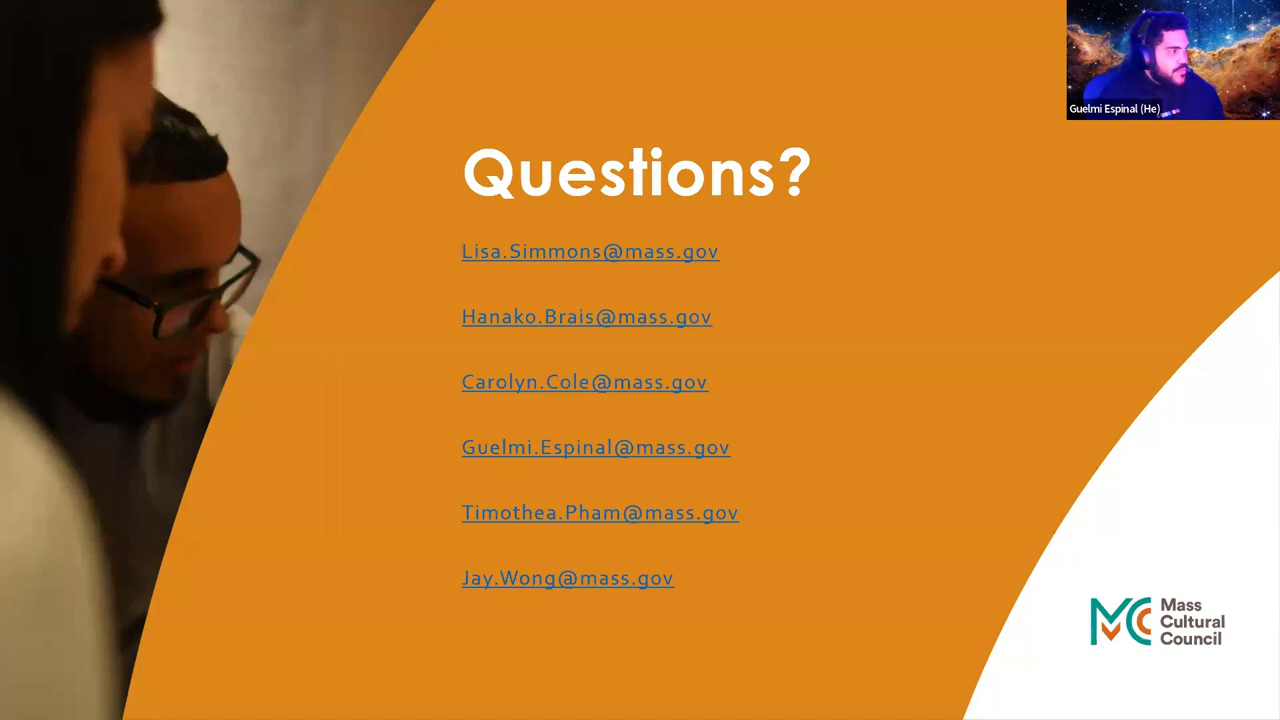 Guelmi Espinal (He)
Questions?
Lisa.Simmons@mass.gov
Hanako.Brais@mass.gov
Carolyn.Cole@mass.gov
Guelmi.Espinal@mass.gov
Timothea.Pham@mass.gov
Jay.Wong@mass.gov
MCC
Mass
Cultural
Council